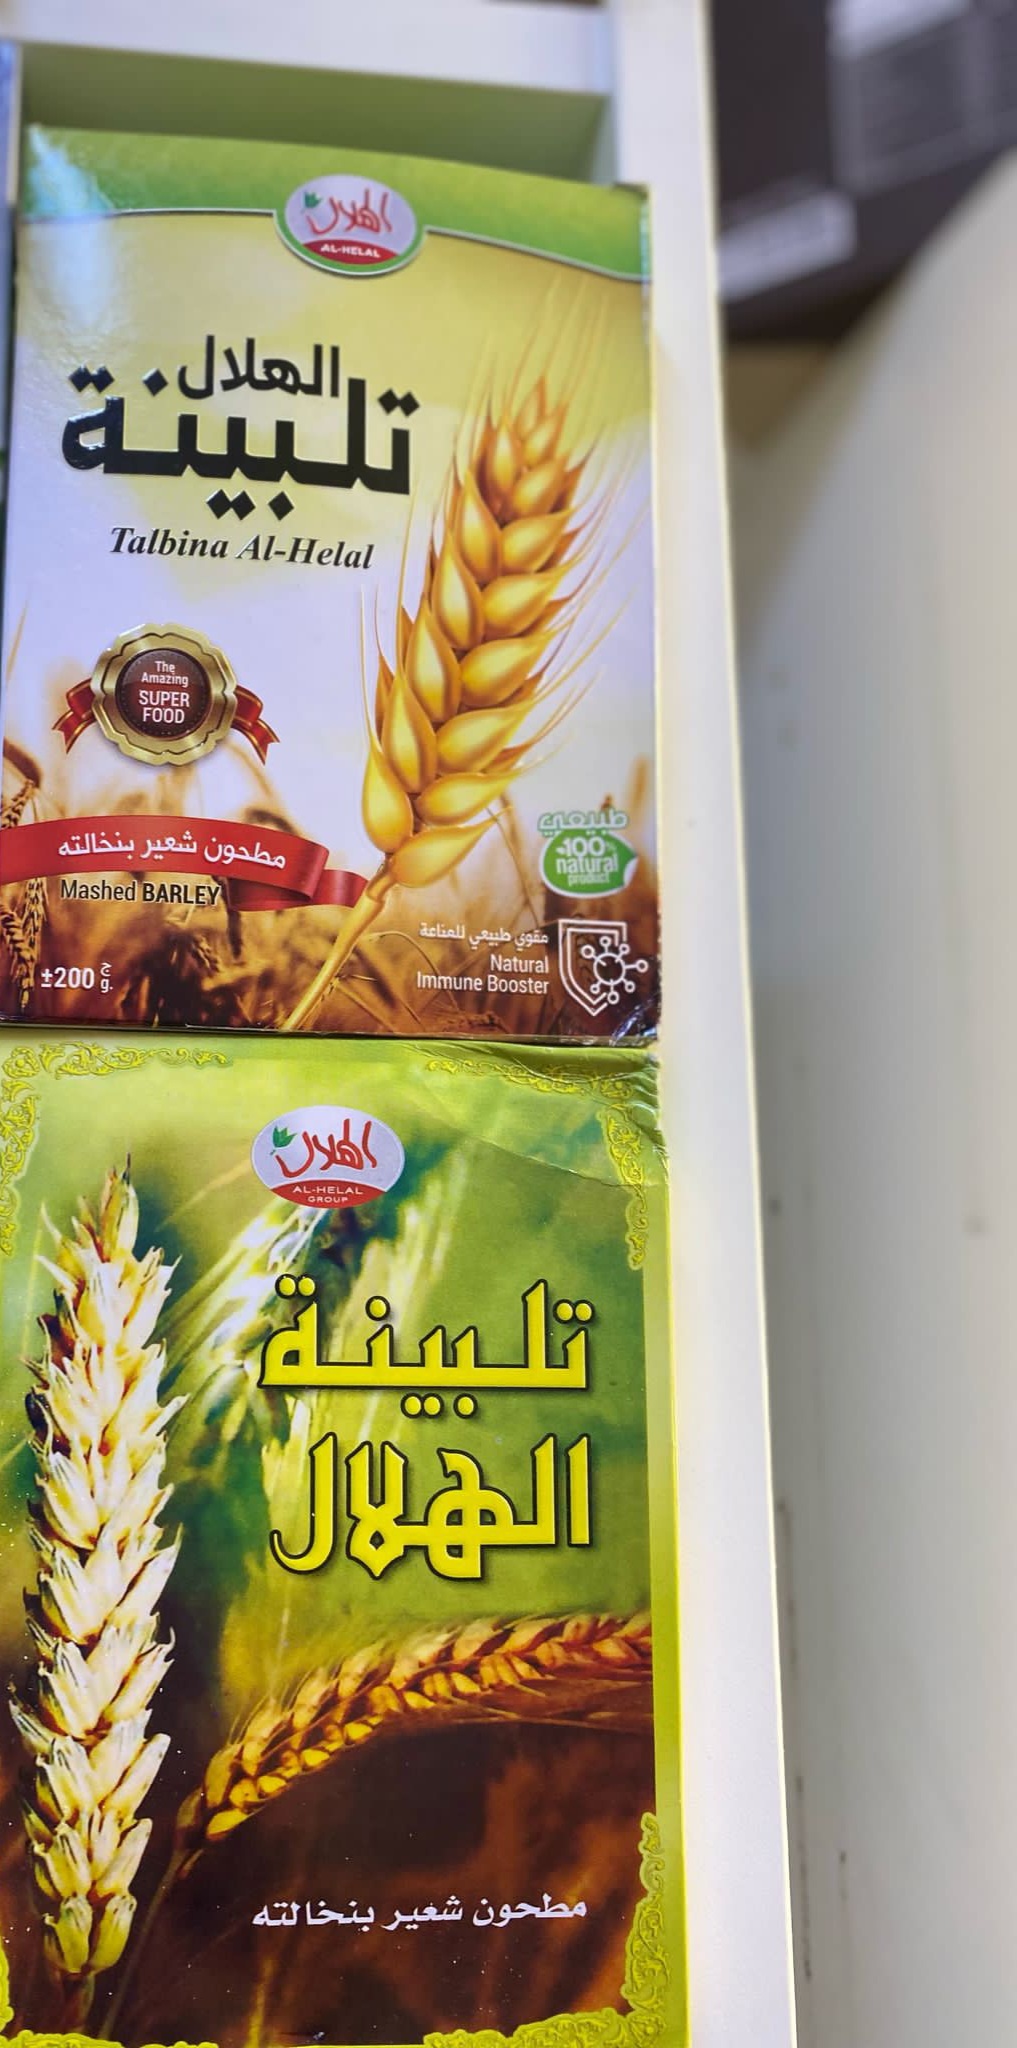 الهلال
AL-HELAL
الهلال
تلبينة
Talbina Al-Helal
The
Amazing
SUPER
FOOD
مطحون شعير بنخالته
Mashed BARLEY
±200 ج
g.
طبيعي
100%
natural
product
مقوي طبيعي للمناعة
Natural
Immune Booster
الهلال
AL-HELAL
GROUP
تلبينة
الهلال
مطحون شعير بنخالته